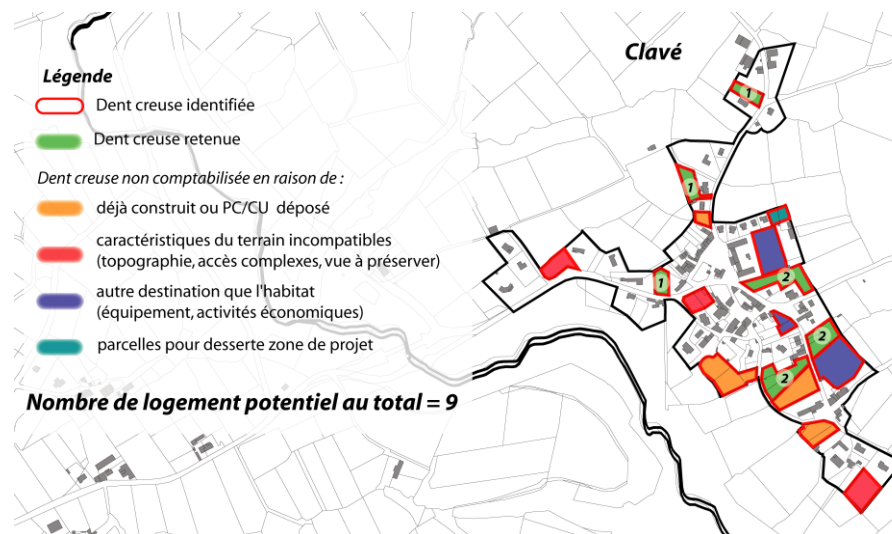 Clavé
Légende
Dent creuse identifiée
Dent creuse retenue
Dent creuse non comptabilisée en raison de :
déjà construit ou PC/CU déposé
caractéristiques du terrain incompatibles
(topographie, accès complexes, vue à préserver)
autre destination que l'habitat
(équipement, activités économiques)
parcelles pour desserte zone de projet
Nombre de logement potentiel au total = 9
1
1
1
2
2
2